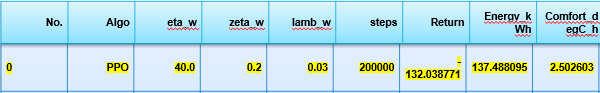 No. Algo eta_w zeta_w lamb_w steps Return Energy_k Comfort_d
Wh egC_h
0 PPO 40.0 0.2 0.03 200000 - 137.488095 2.502603
132.038771